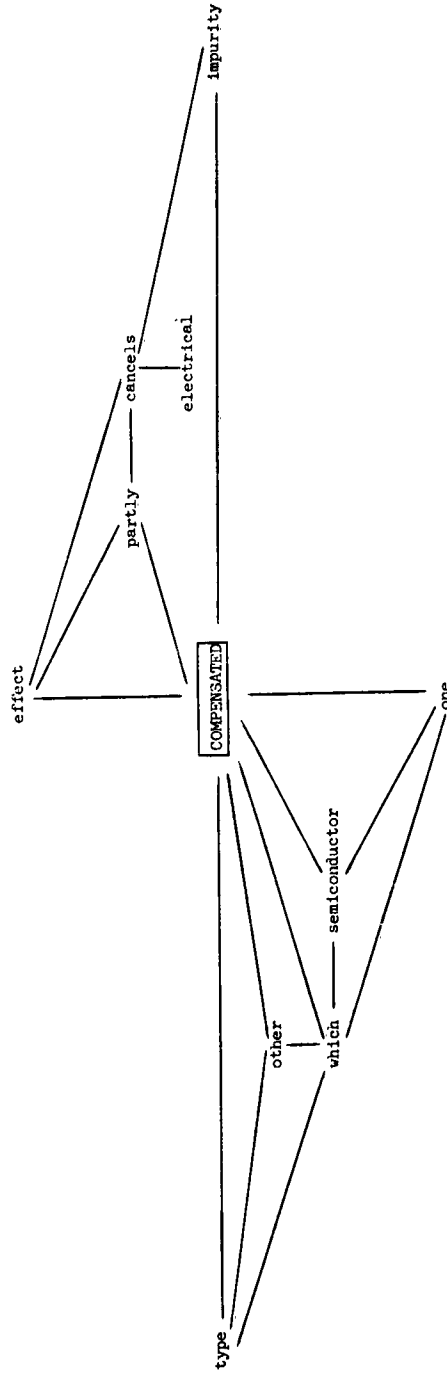 effect
impurity
cancels
electrical
partly
COMPENSATED
type
other
which
semiconductor
one